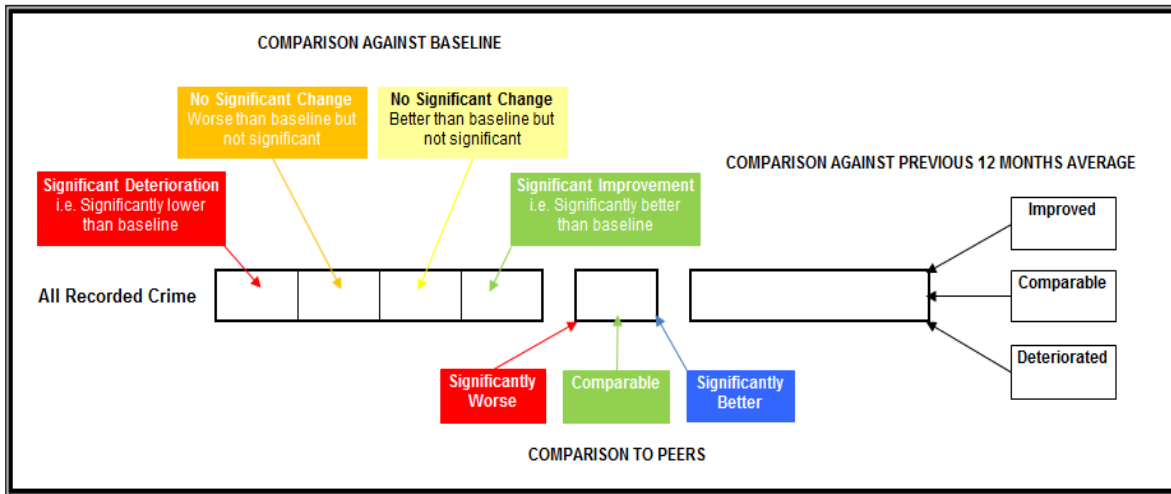 COMPARISON AGAINST BASELINE
No Significant Change
Worse than baseline but
not significant
No Significant Change
Better than baseline but
not significant
COMPARISON AGAINST PREVIOUS 12 MONTHS AVERAGE
Significant Deterioration
i.e. Significantly lower
than baseline
Significant Improvement
i.e. Significantly better
than baseline
Improved
All Recorded Crime
Comparable
Deteriorated
Significantly
Worse
Comparable
Significantly
Better
COMPARISON TO PEERS